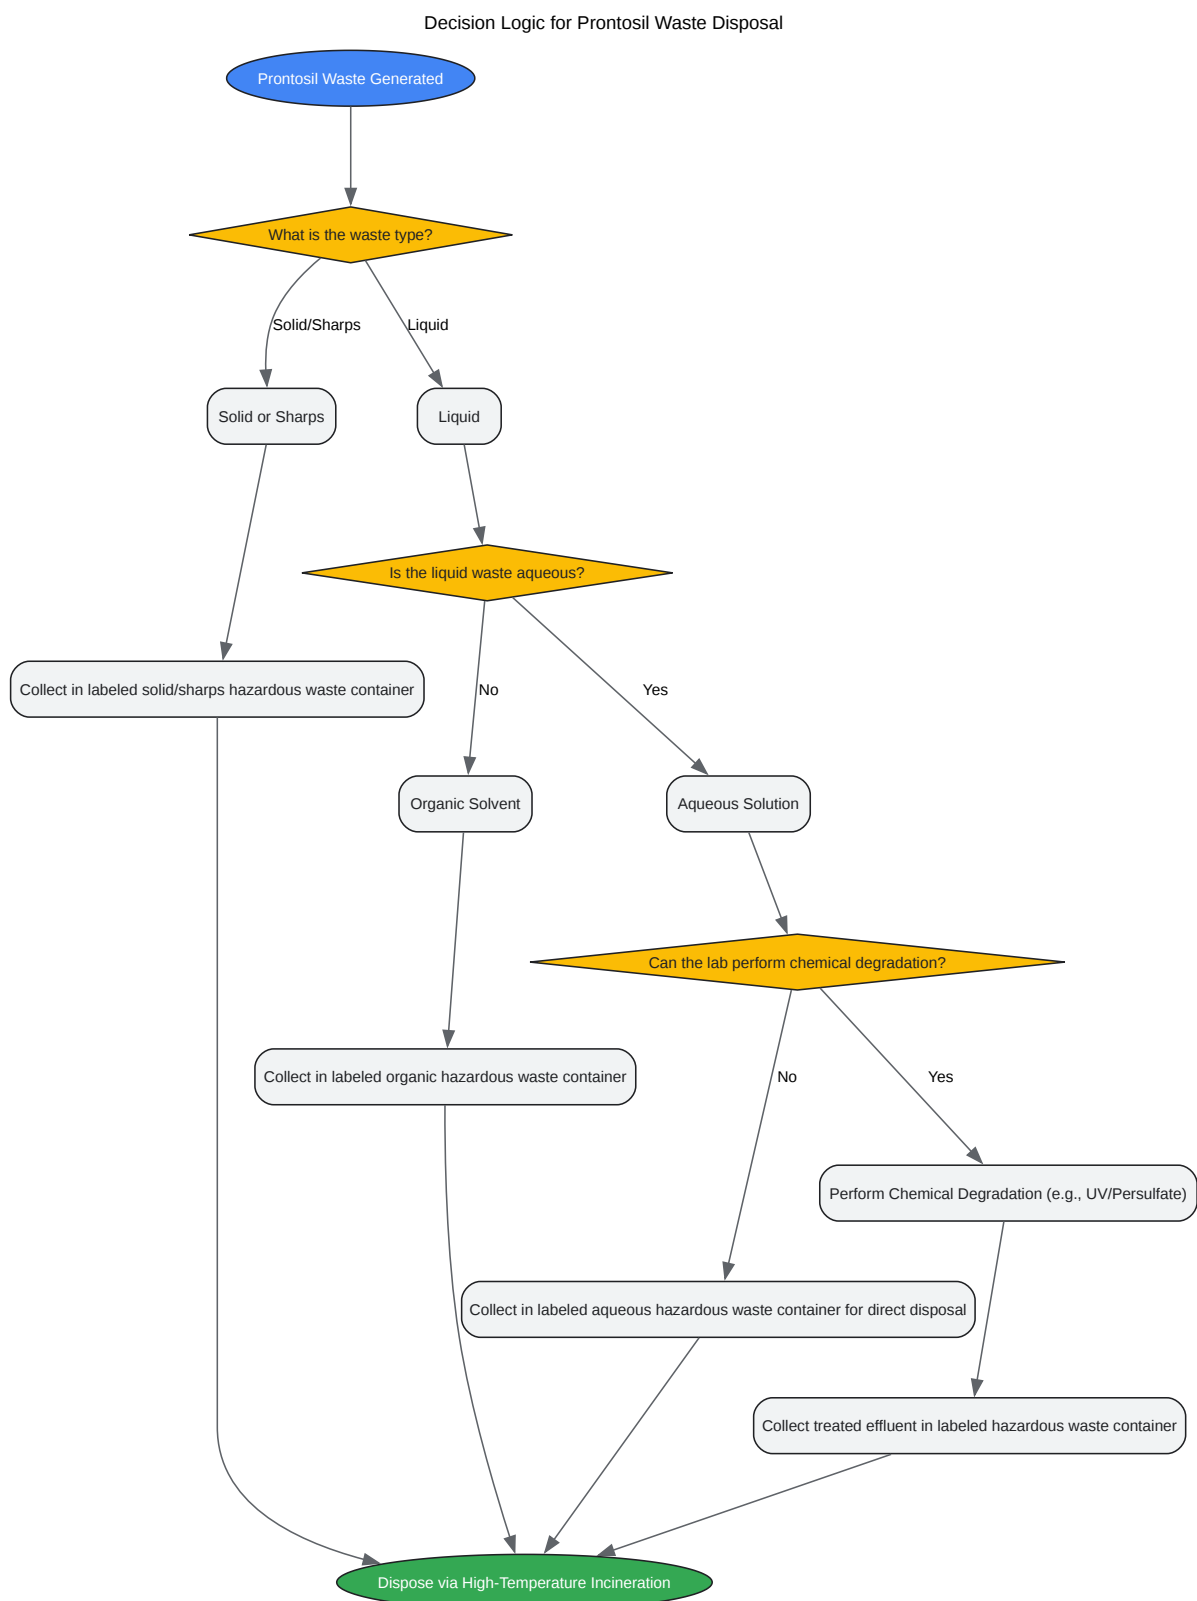 Decision Logic for Prontosil Waste Disposal
Prontosil Waste Generated
What is the waste type?
Solid/Sharps
Liquid
Solid or Sharps
Liquid
Is the liquid waste aqueous?
Collect in labeled solid/sharps hazardous waste container
No
Yes
Organic Solvent
Aqueous Solution
Can the lab perform chemical degradation?
Collect in labeled organic hazardous waste container
No
Yes
Perform Chemical Degradation (e.g., UV/Persulfate)
Collect in labeled aqueous hazardous waste container for direct disposal
Collect treated effluent in labeled hazardous waste container
Dispose via High-Temperature Incineration